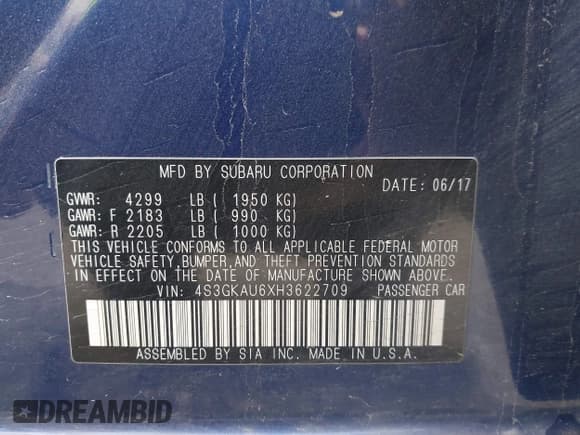 MFD BY SUBARU CORPORATION
DATE: 06/17
GVWR: 4299 LB ( 1950 KG)
GAWR: F 2183 LB ( 990 KG)
GAWR: R 2205 LB ( 1000 KG)
THIS VEHICLE CONFORMS TO ALL APPLICABLE FEDERAL MOTOR
VEHICLE SAFETY, BUMPER, AND THEFT PREVENTION STANDARDS
IN EFFECT ON THE DATE OF MANUFACTURE SHOWN ABOVE.
VIN: 4S3GKAU6XH3622709 PASSENGER CAR
ASSEMBLED BY SIA INC. MADE IN U.S.A.
DREAMBID